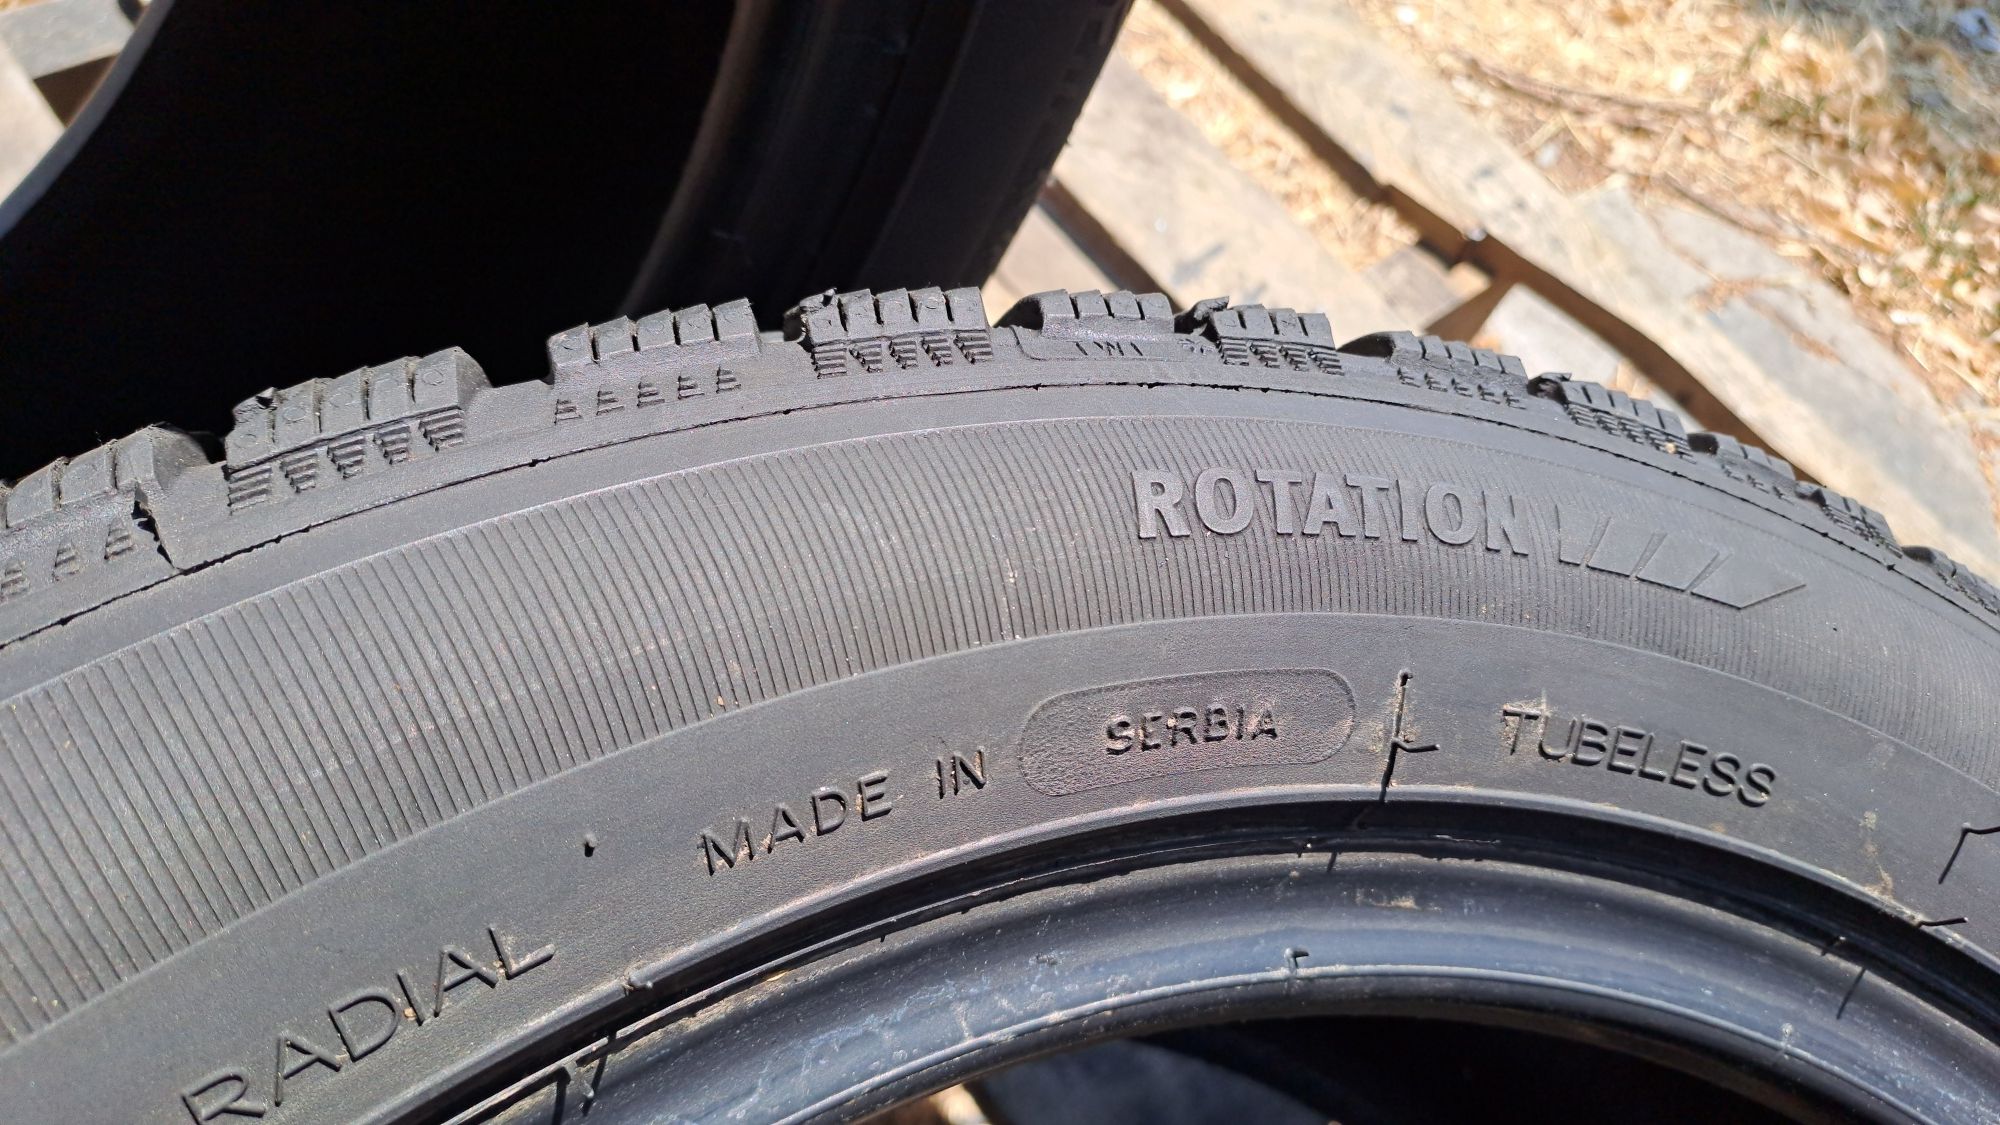 ROTATION
MADE IN SERBIA
TUBELESS
RADIAL